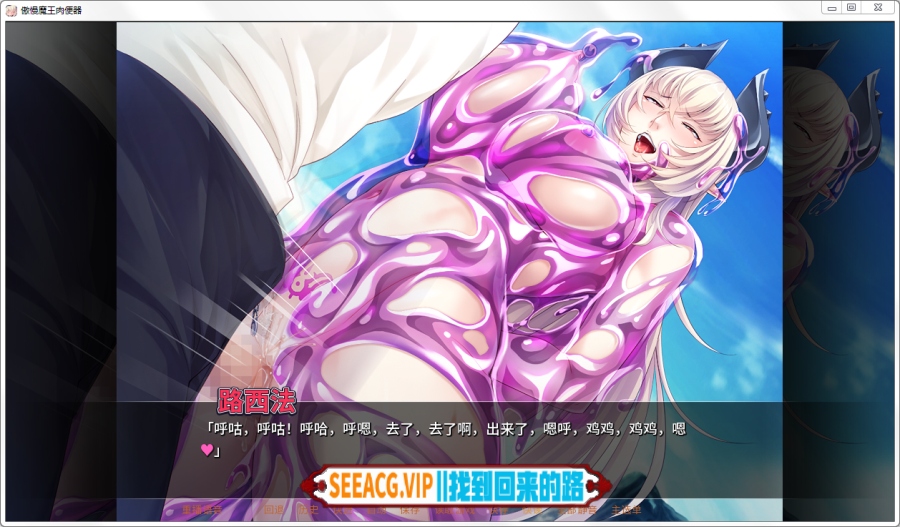 傲慢魔王肉便器
路西法
「呼咕，呼咕！呼哈，呼嗯，去了，去了啊，出来了，嗯呼，鸡鸡，鸡鸡，嗯
♥」
SEEACG.VIP||找到回来的路